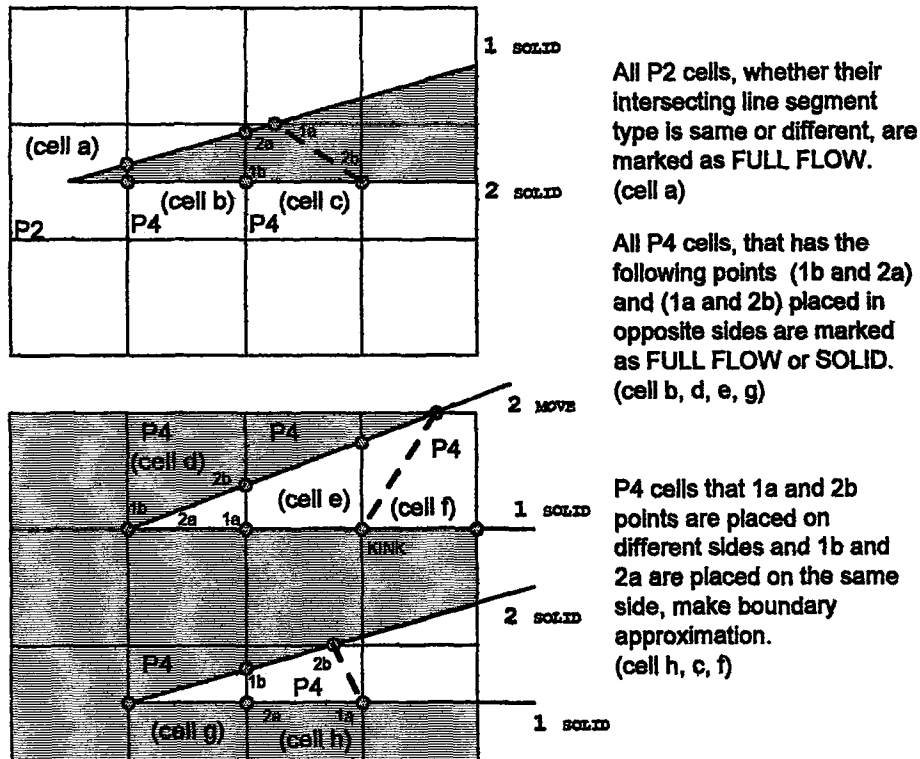 1 SOLID
All P2 cells, whether their
intersecting line segment
type is same or different, are
marked as FULL FLOW.
(cell a)
(cell a)
1a
2a
2b
1b
(cell b)
(cell c)
2 SOLID
P2
P4
P4
All P4 cells, that has the
following points (1b and 2a)
and (1a and 2b) placed in
opposite sides are marked
as FULL FLOW or SOLID.
(cell b, d, e, g)
2 MOVE
P4
P4
(cell d)
P4
2b
(cell e)
(cell f)
1b
2a
1a
1 SOLID
KINK
P4 cells that 1a and 2b
points are placed on
different sides and 1b and
2a are placed on the same
side, make boundary
approximation.
(cell h, c, f)
2 SOLID
P4
2b
1b
P4
2a
1a
(cell g)
(cell h)
1 SOLID